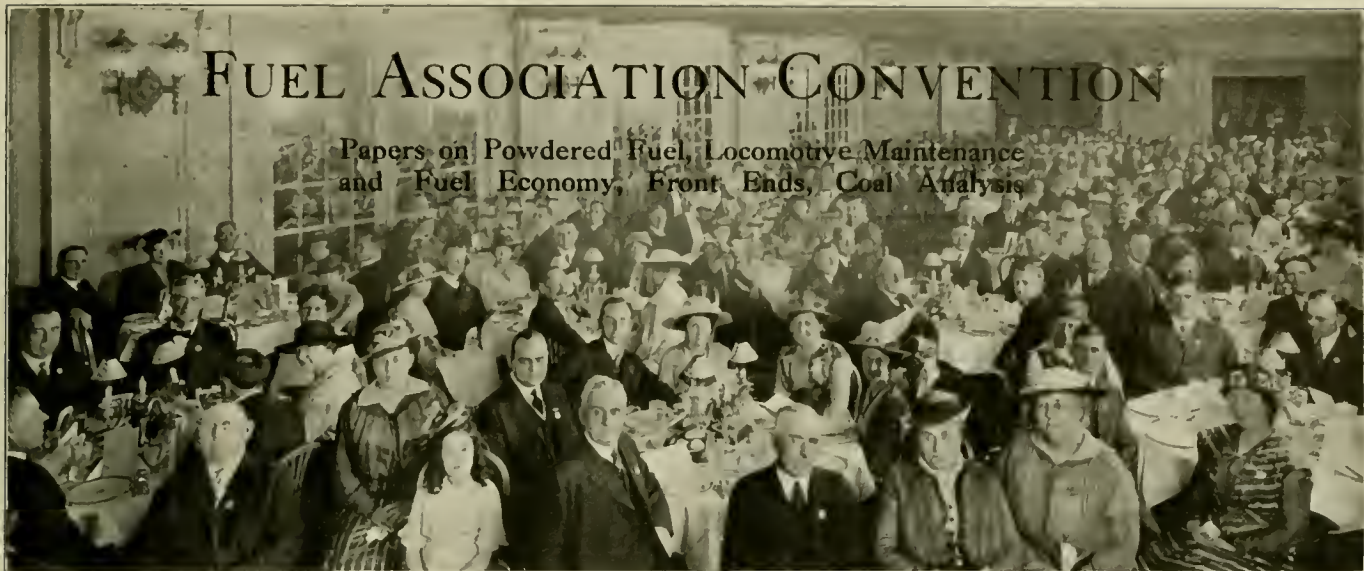 FUEL ASSOCIATION CONVENTION
Papers on Powdered Fuel, Locomotive Maintenance
and Fuel Economy, Front Ends, Coal Analysis